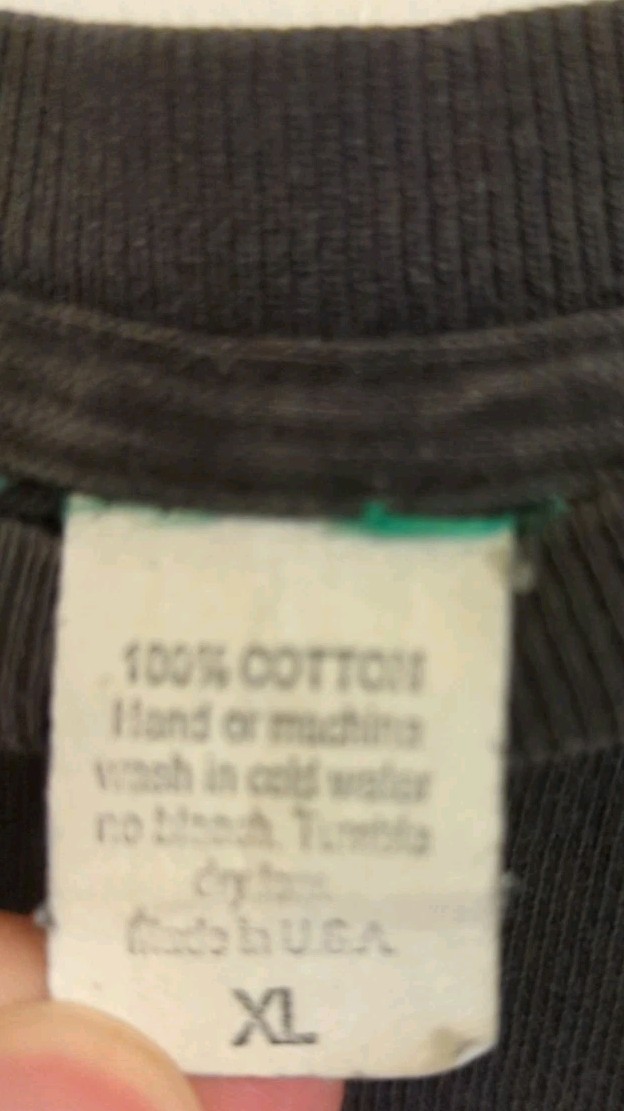 100% COTTON
Hand or machine
wash in cold water
no bleach. Tumble
dry low.
Made in U.S.A.
XL